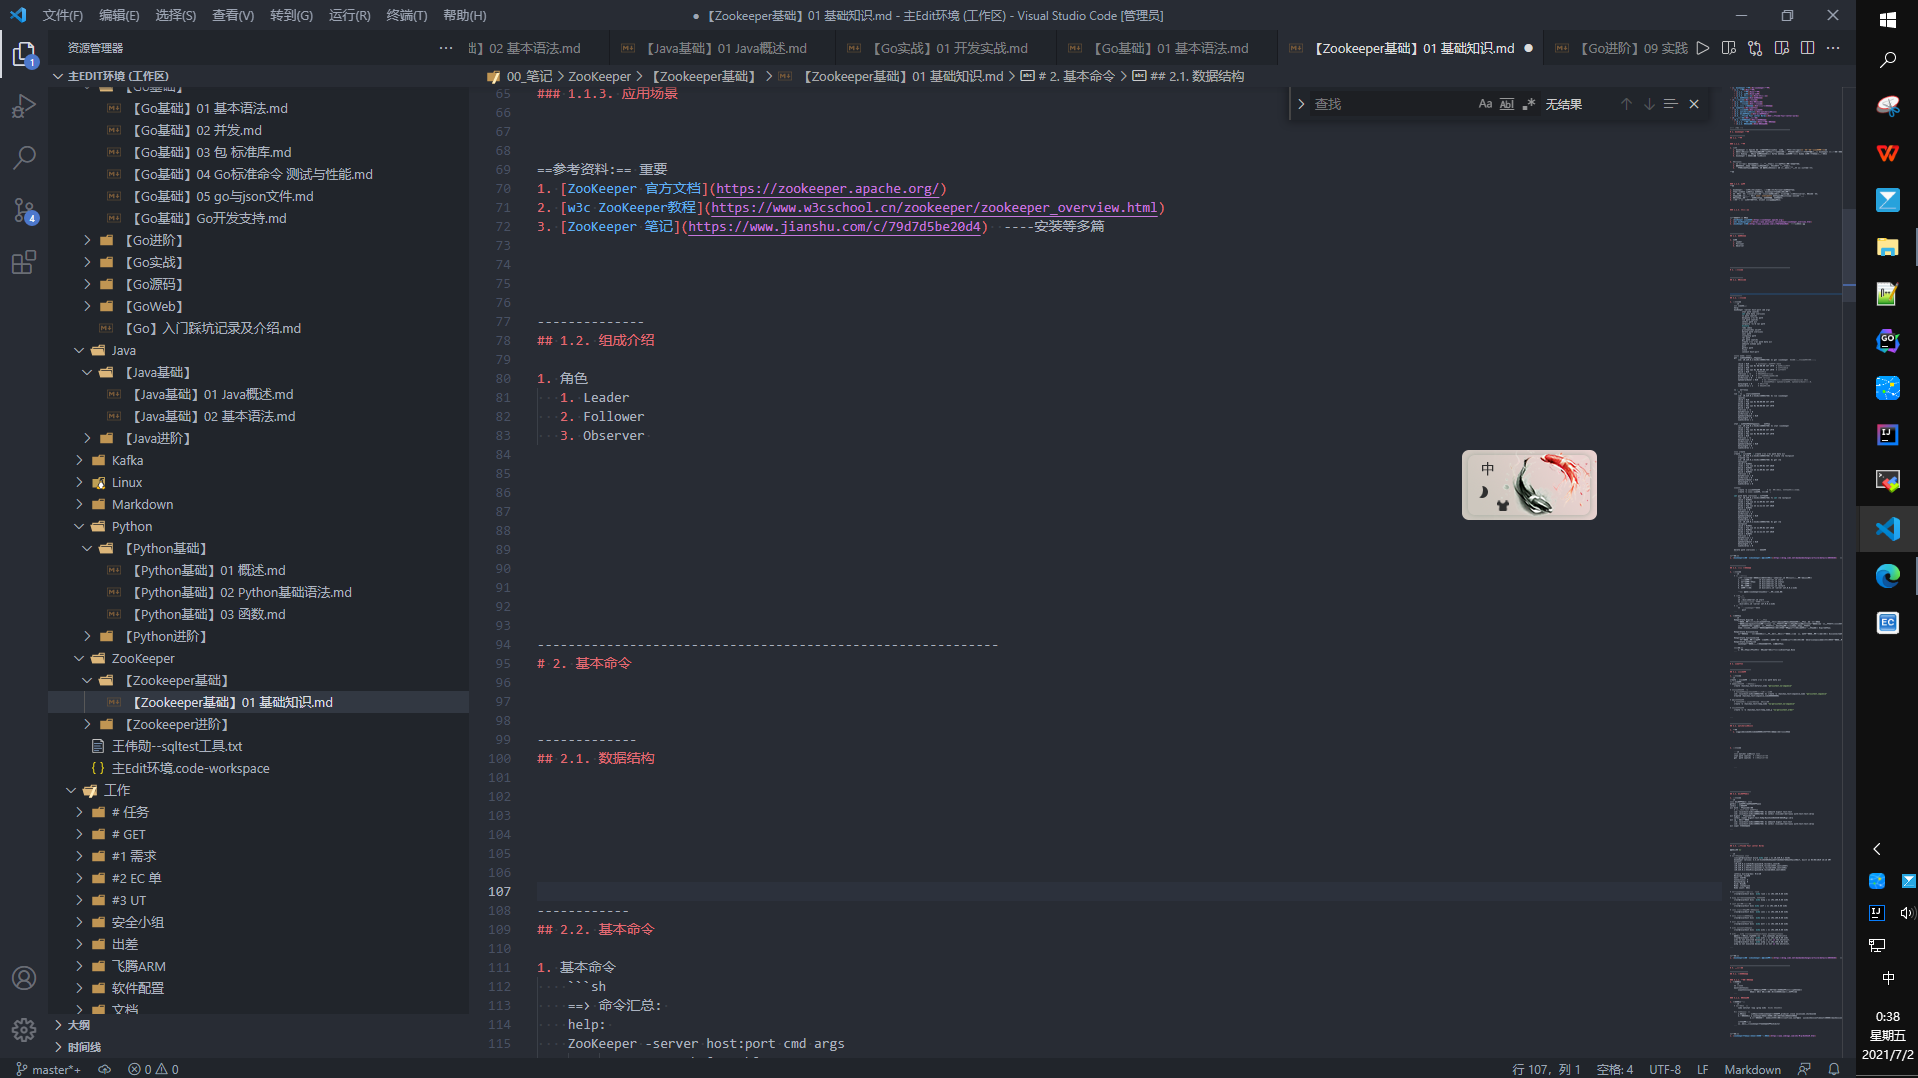 文件(F) 编辑(E) 选择(S) 查看(V) 转到(G) 运行(R) 终端(T) 帮助(H)
● 【Zookeeper基础】01 基础知识.md - 主Edit环境 (工作区) - Visual Studio Code [管理员]
资源管理器 ···
础】02 基本语法.md 【Java基础】01 Java概述.md 【Go实战】01 开发实战.md 【Go基础】01 基本语法.md 【Zookeeper基础】01 基础知识.md ● 【Go进阶】09 实践
00_笔记 > ZooKeeper > 【Zookeeper基础】 > 【Zookeeper基础】01 基础知识.md > # 2. 基本命令 > ## 2.1. 数据结构
查找 Aa Abl .* 无结果
主EDIT环境 (工作区)
【Go基础】
【Go基础】01 基本语法.md
【Go基础】02 并发.md
【Go基础】03 包 标准库.md
【Go基础】04 Go标准命令 测试与性能.md
【Go基础】05 go与json文件.md
【Go基础】Go开发支持.md
【Go进阶】
【Go实战】
【Go源码】
【GoWeb】
【Go】入门踩坑记录及介绍.md
Java
【Java基础】
【Java基础】01 Java概述.md
【Java基础】02 基本语法.md
【Java进阶】
Kafka
Linux
Markdown
Python
【Python基础】
【Python基础】01 概述.md
【Python基础】02 Python基础语法.md
【Python基础】03 函数.md
【Python进阶】
ZooKeeper
【Zookeeper基础】
【Zookeeper基础】01 基础知识.md
【Zookeeper进阶】
王伟勋--sqltest工具.txt
{ } 主Edit环境.code-workspace
工作
# 任务
# GET
#1 需求
#2 EC 单
#3 UT
安全小组
出差
飞腾ARM
软件配置
文档
大纲
时间线
65 ### 1.1.3. 应用场景
66
67
68
69 ==参考资料:== 重要
70 1. [ZooKeeper 官方文档](https://zookeeper.apache.org/)
71 2. [w3c ZooKeeper教程](https://www.w3cschool.cn/zookeeper/zookeeper_overview.html)
72 3. [ZooKeeper 笔记](https://www.jianshu.com/c/79d7d5be20d4) ----安装等多篇
73
74
75
76
77 --------------
78 ## 1.2. 组成介绍
79
80 1. 角色
81 1. Leader
82 2. Follower
83 3. Observer
84
85
86
87
88
89
90
91
92
93
94 ------------------------------------------------------------
95 # 2. 基本命令
96
97
98
99 -------------
100 ## 2.1. 数据结构
101
102
103
104
105
106
107
108 ------------
109 ## 2.2. 基本命令
110
111 1. 基本命令
112 ```sh
113 ==> 命令汇总:
114 help:
115 ZooKeeper -server host:port cmd args
中
GO
IJ
EC
IJ
中
0:38
星期五
2021/7/2
master*+ 0 0 行 107, 列 1 空格: 4 UTF-8 LF Markdown